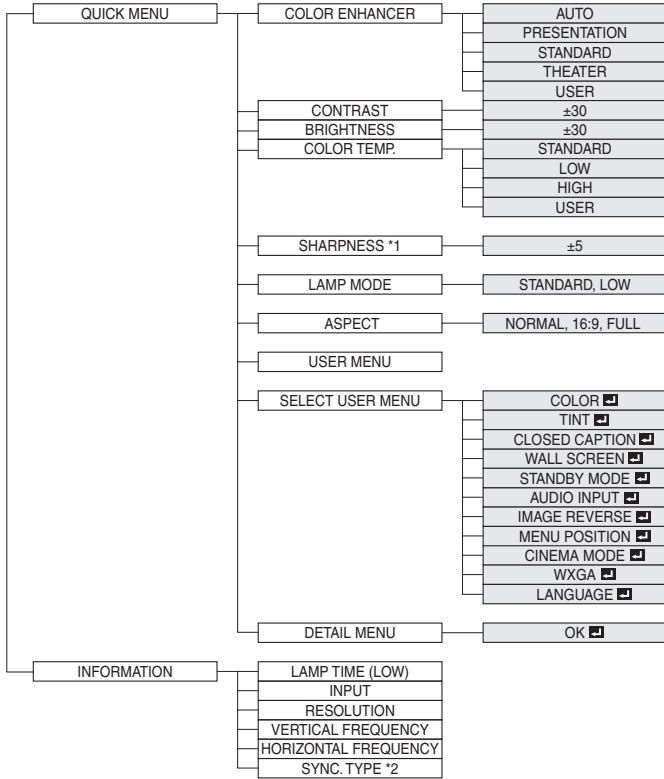 QUICK MENU
COLOR ENHANCER
AUTO
PRESENTATION
STANDARD
THEATER
USER
CONTRAST
±30
BRIGHTNESS
±30
COLOR TEMP.
STANDARD
LOW
HIGH
USER
SHARPNESS *1
±5
LAMP MODE
STANDARD, LOW
ASPECT
NORMAL, 16:9, FULL
USER MENU
SELECT USER MENU
COLOR
TINT
CLOSED CAPTION
WALL SCREEN
STANDBY MODE
AUDIO INPUT
IMAGE REVERSE
MENU POSITION
CINEMA MODE
WXGA
LANGUAGE
DETAIL MENU
OK
INFORMATION
LAMP TIME (LOW)
INPUT
RESOLUTION
VERTICAL FREQUENCY
HORIZONTAL FREQUENCY
SYNC. TYPE *2